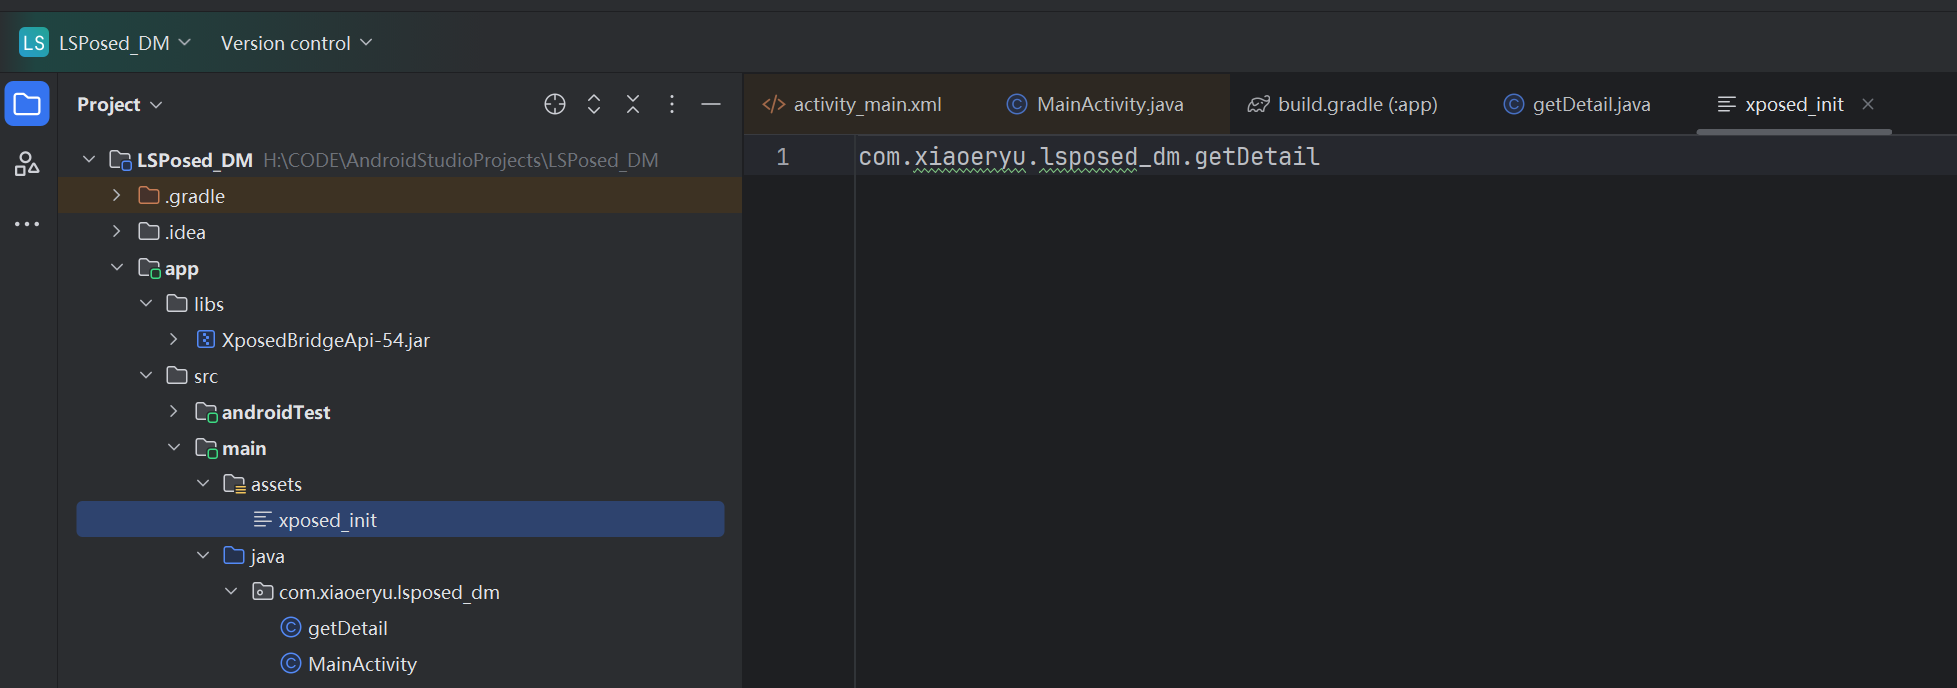 LS LSPosed_DM Version control
Project
activity_main.xml MainActivity.java build.gradle (:app) getDetail.java xposed_init
LSPosed_DM H:\CODE\AndroidStudioProjects\LSPosed_DM
.gradle
.idea
app
libs
XposedBridgeApi-54.jar
src
androidTest
main
assets
xposed_init
java
com.xiaoeryu.lsposed_dm
getDetail
MainActivity
1 com.xiaoeryu.lsposed_dm.getDetail